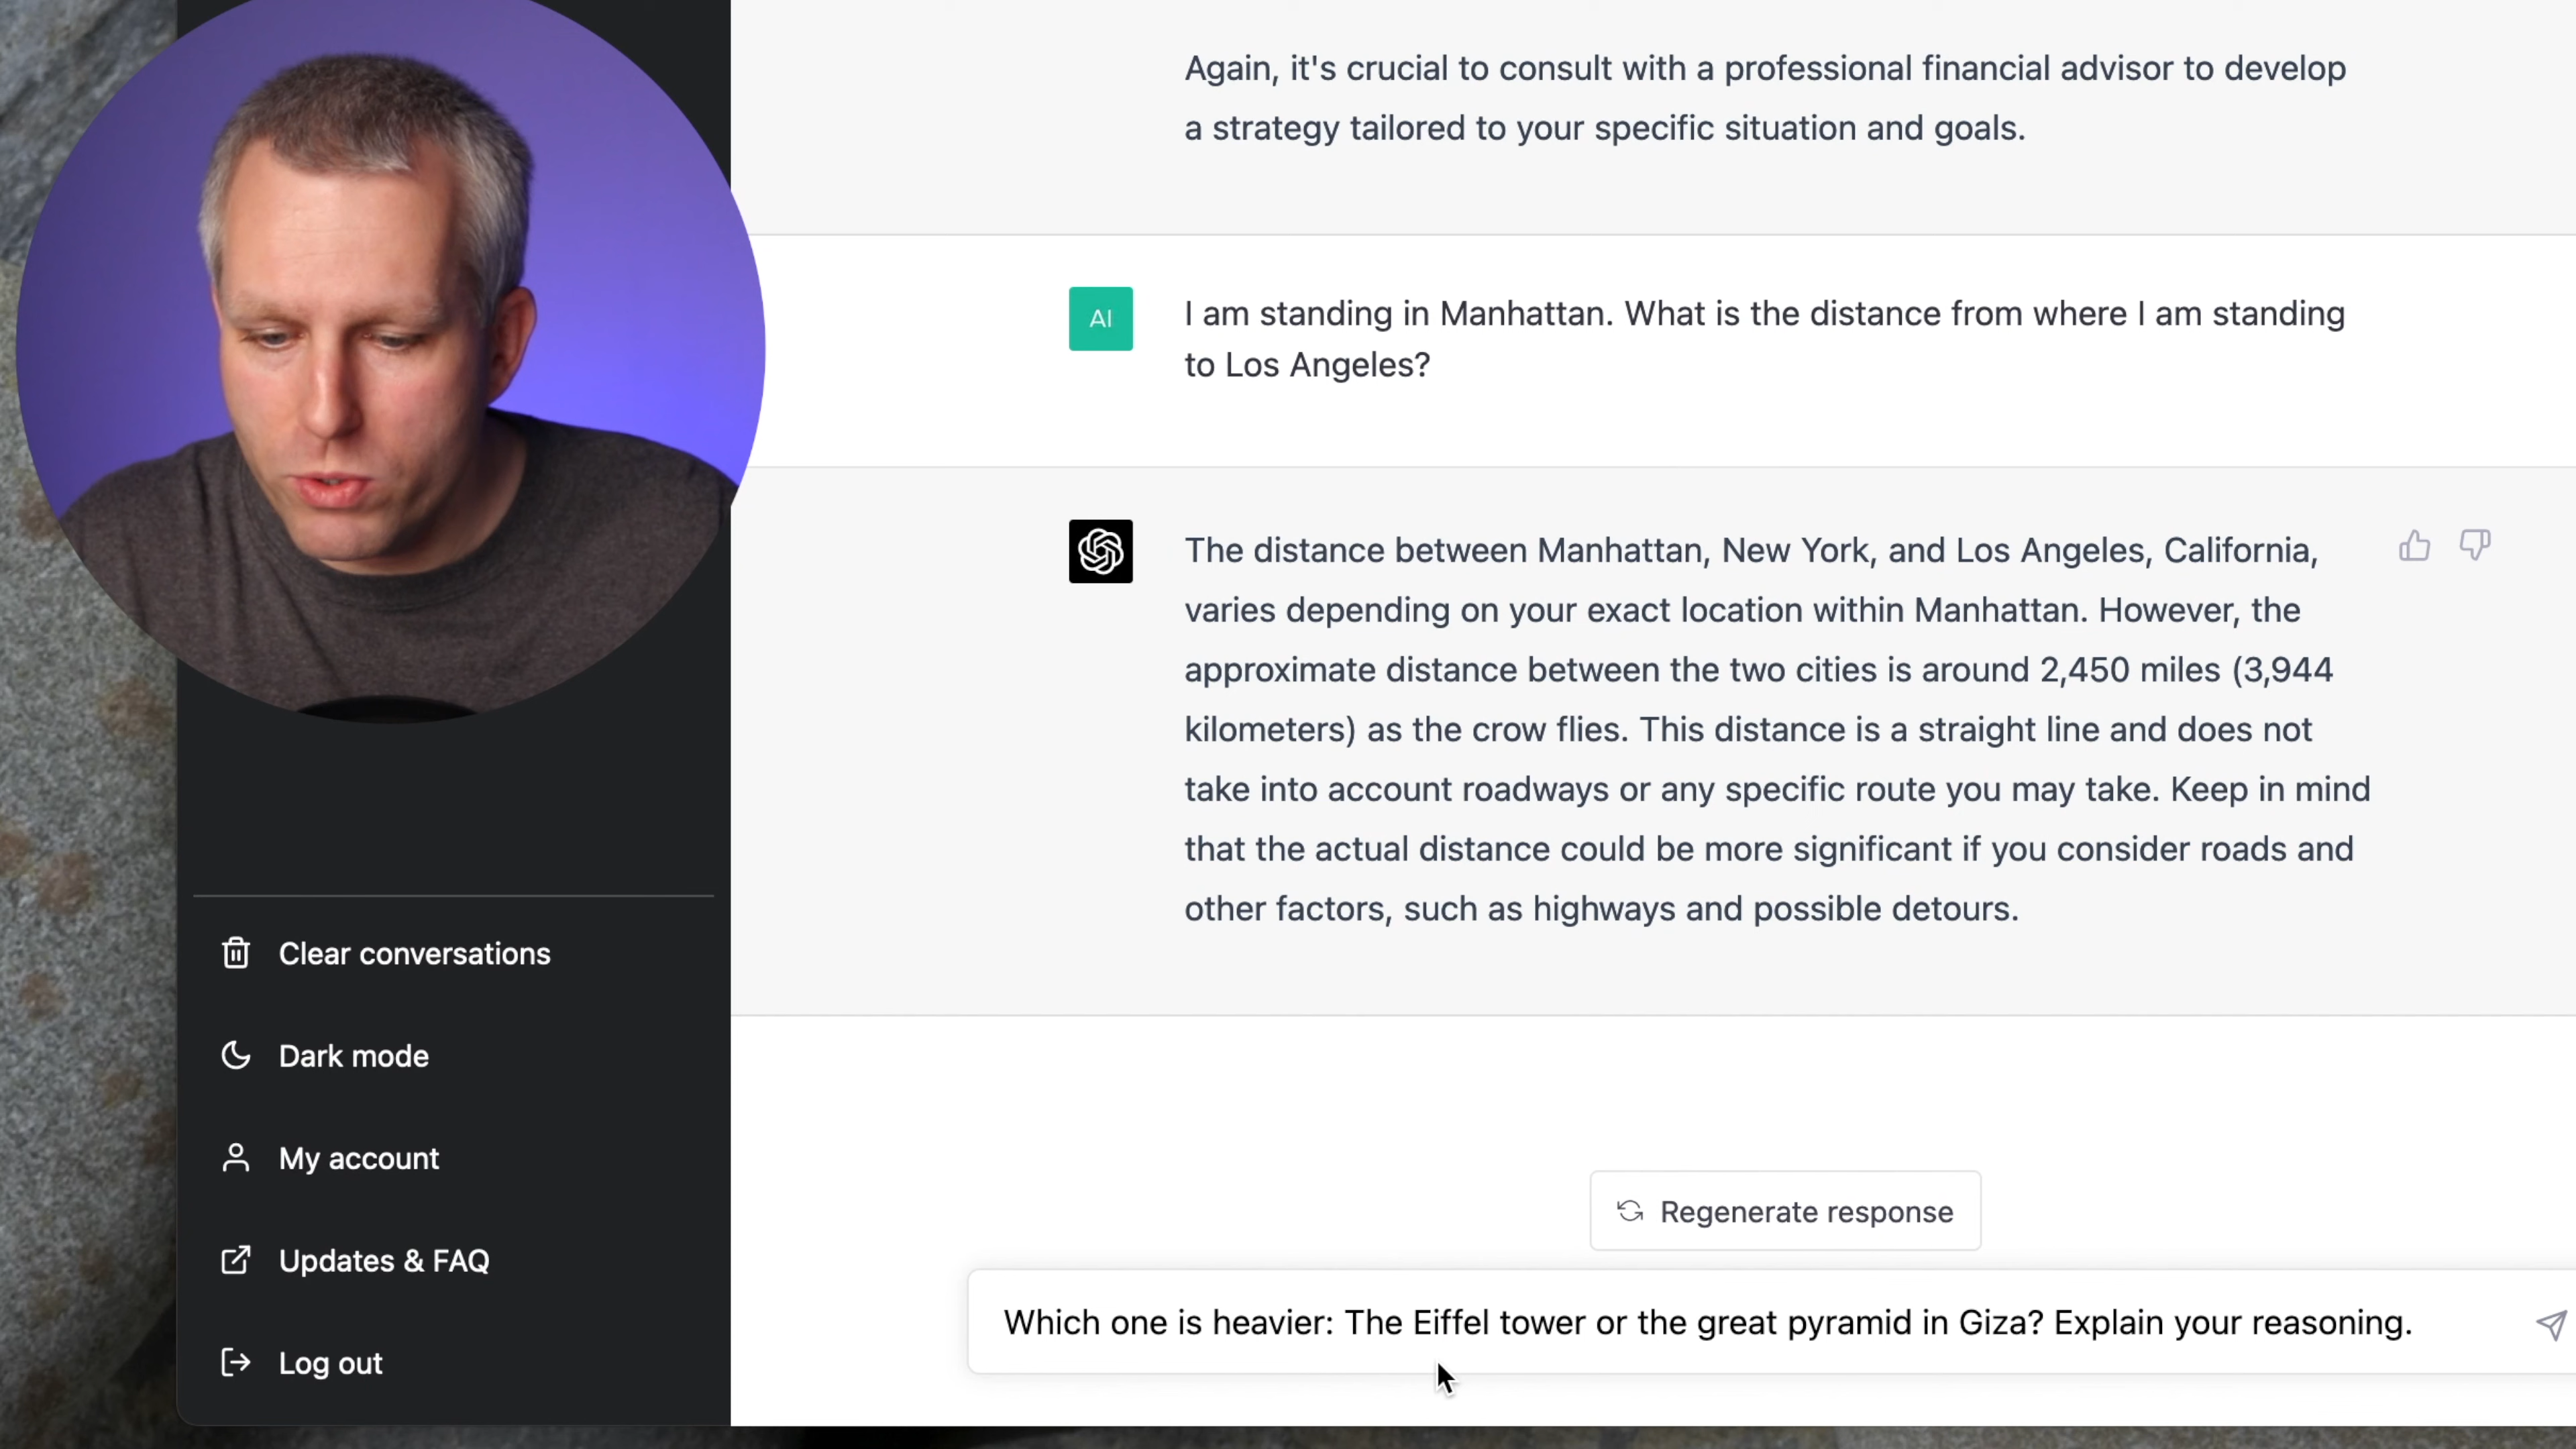 Again, it's crucial to consult with a professional financial advisor to develop
a strategy tailored to your specific situation and goals.
AI
I am standing in Manhattan. What is the distance from where I am standing
to Los Angeles?
The distance between Manhattan, New York, and Los Angeles, California,
varies depending on your exact location within Manhattan. However, the
approximate distance between the two cities is around 2,450 miles (3,944
kilometers) as the crow flies. This distance is a straight line and does not
take into account roadways or any specific route you may take. Keep in mind
that the actual distance could be more significant if you consider roads and
other factors, such as highways and possible detours.
Clear conversations
Dark mode
My account
Updates & FAQ
Log out
Regenerate response
Which one is heavier: The Eiffel tower or the great pyramid in Giza? Explain your reasoning.